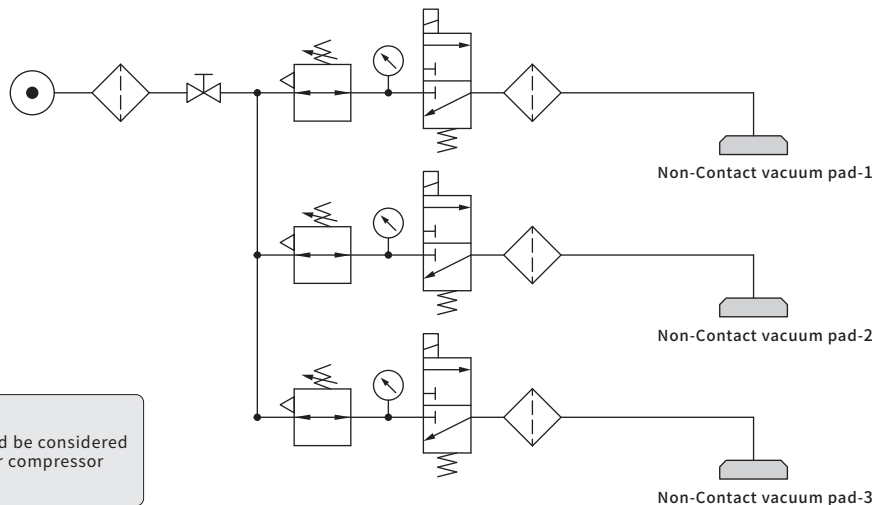 Non-Contact vacuum pad-1
Non-Contact vacuum pad-2
be considered
compressor
Non-Contact vacuum pad-3